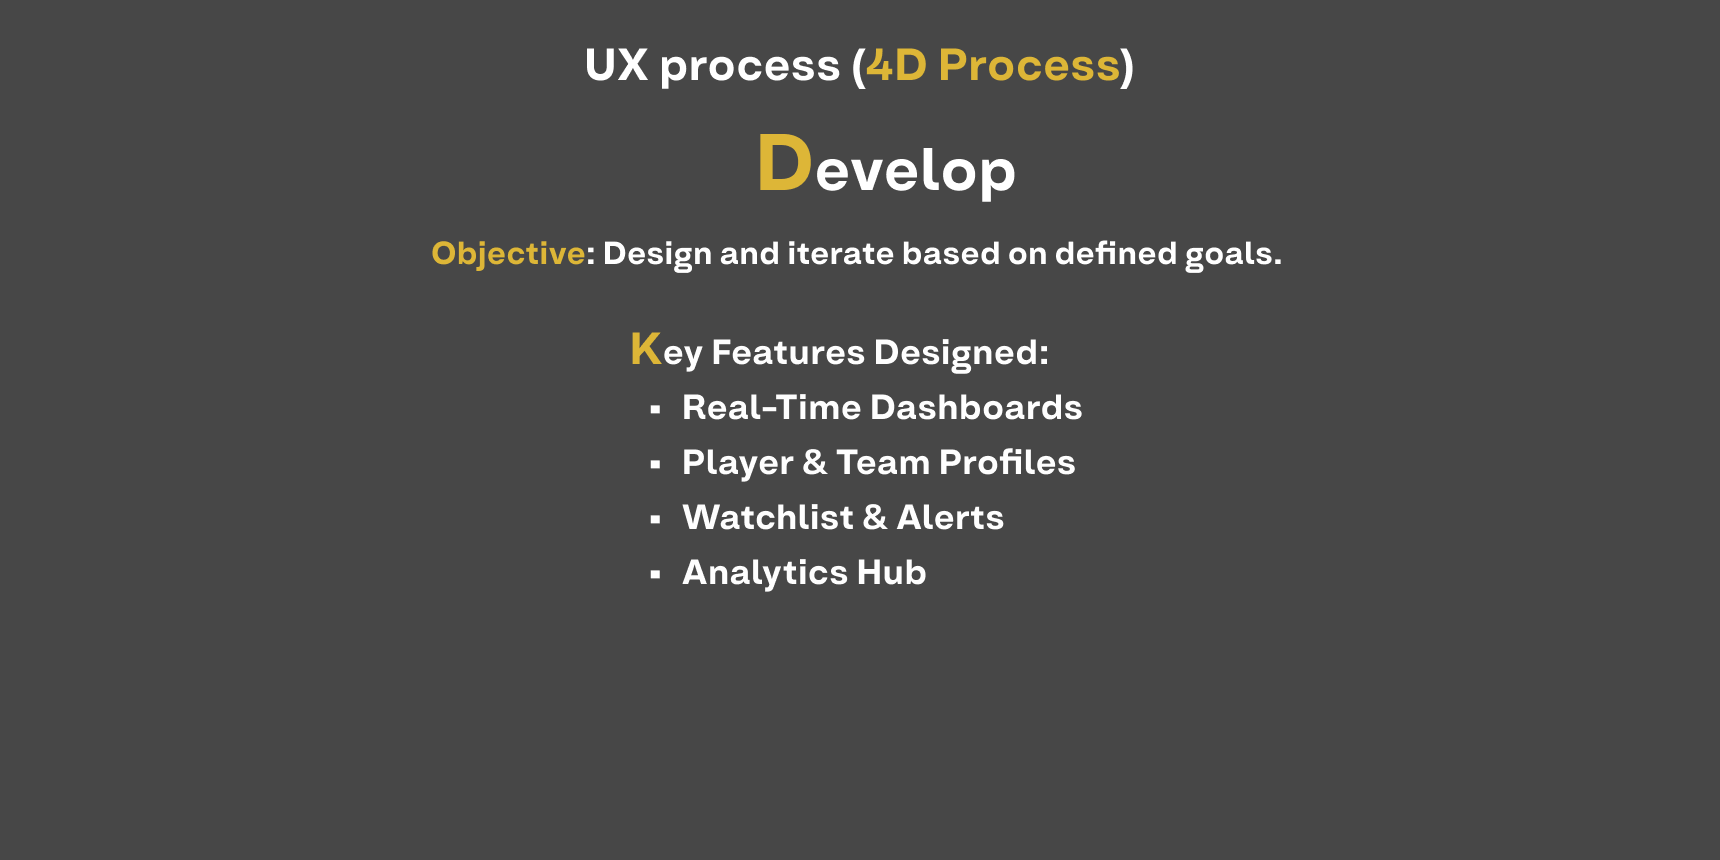 UX process (4D Process)
Develop
Objective: Design and iterate based on defined goals.
Key Features Designed:
▪ Real-Time Dashboards
▪ Player & Team Profiles
▪ Watchlist & Alerts
▪ Analytics Hub